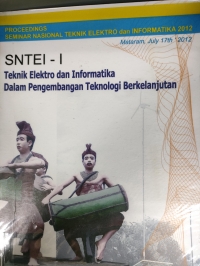 PROCEEDINGS
SEMINAR NASIONAL TEKNIK ELEKTRO dan INFORMATIKA 2012
Mataram, July 17th 2012
SNTEI - I
Teknik Elektro dan Informatika
Dalam Pengembangan Teknologi Berkelanjutan